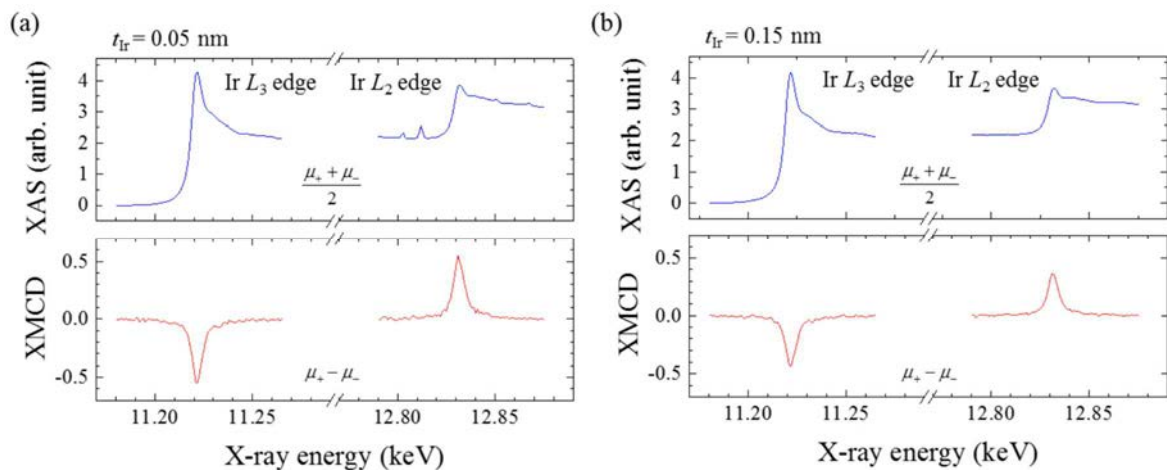 (a)
t_Ir = 0.05 nm
XAS (arb. unit)
4
3
2
1
0
Ir L3 edge
Ir L2 edge
μ+ + μ−
2
XMCD
0.5
0.0
-0.5
μ+ − μ−
11.20 11.25 12.80 12.85
X-ray energy (keV)
(b)
t_Ir = 0.15 nm
XAS (arb. unit)
4
3
2
1
0
Ir L3 edge
Ir L2 edge
μ+ + μ−
2
XMCD
0.5
0.0
-0.5
μ+ − μ−
11.20 11.25 12.80 12.85
X-ray energy (keV)